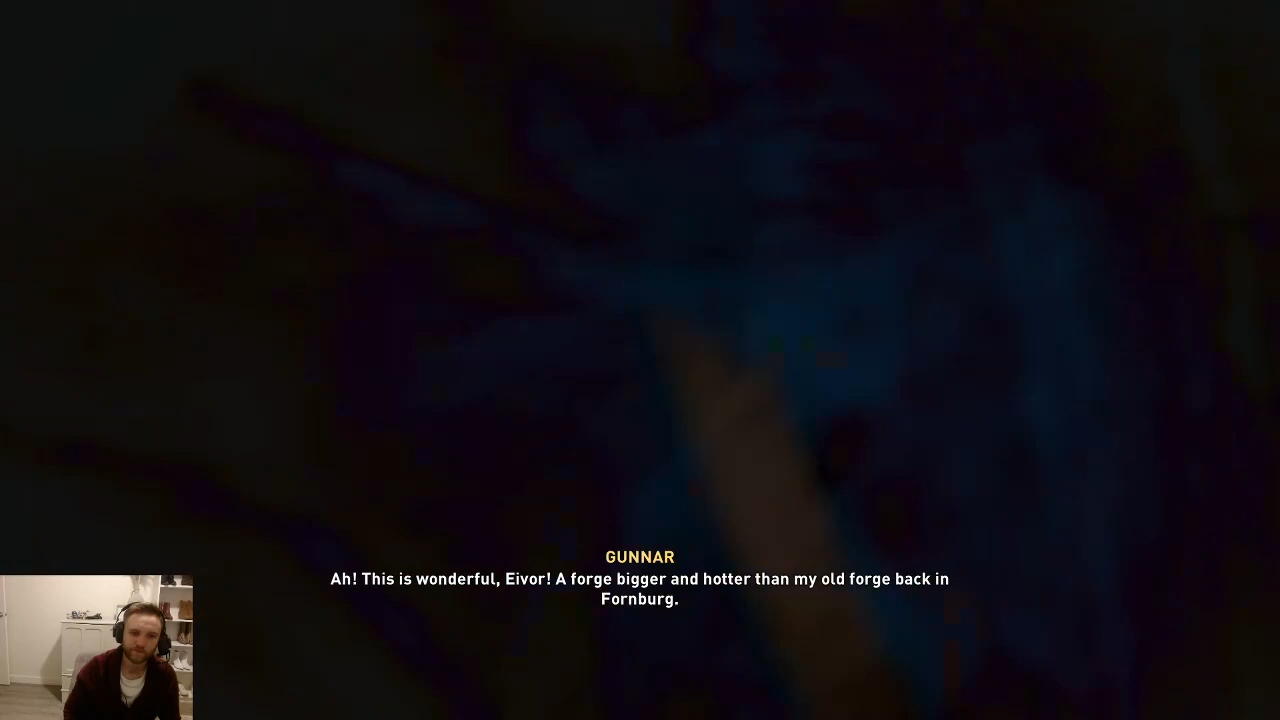 GUNNAR
Ah! This is wonderful, Eivor! A forge bigger and hotter than my old forge back in
Fornburg.